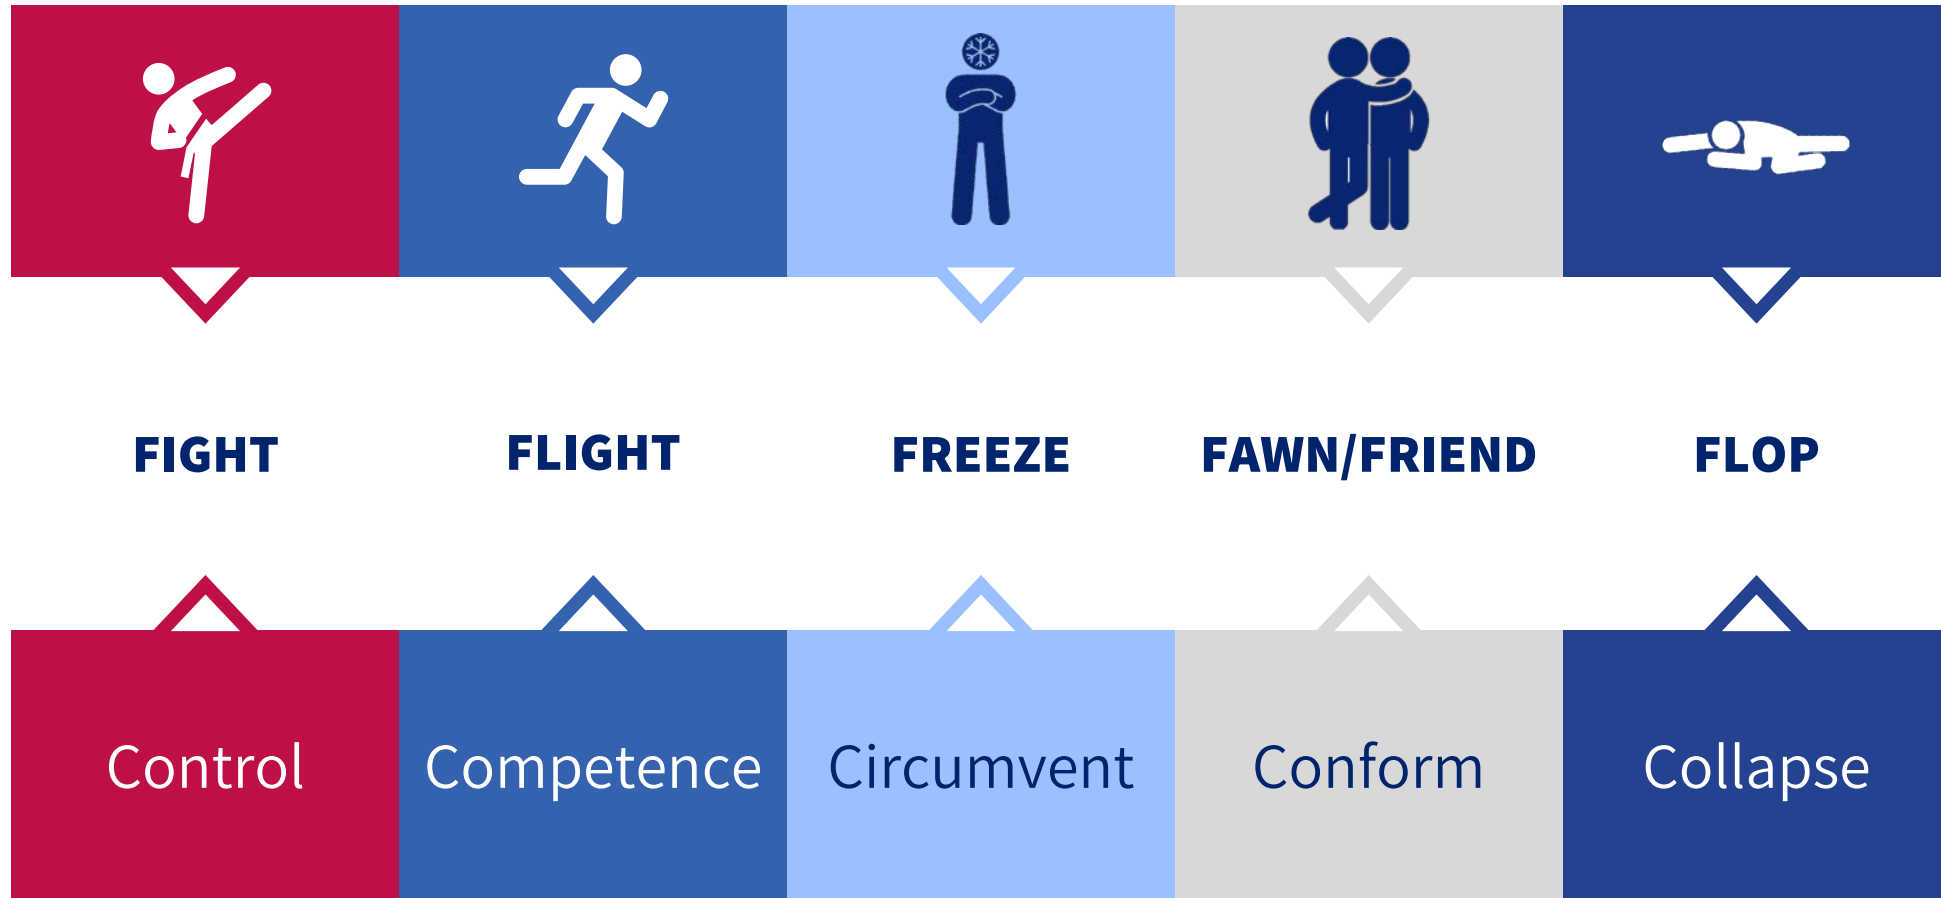 FIGHT
FLIGHT
FREEZE
FAWN/FRIEND
FLOP
Control
Competence
Circumvent
Conform
Collapse